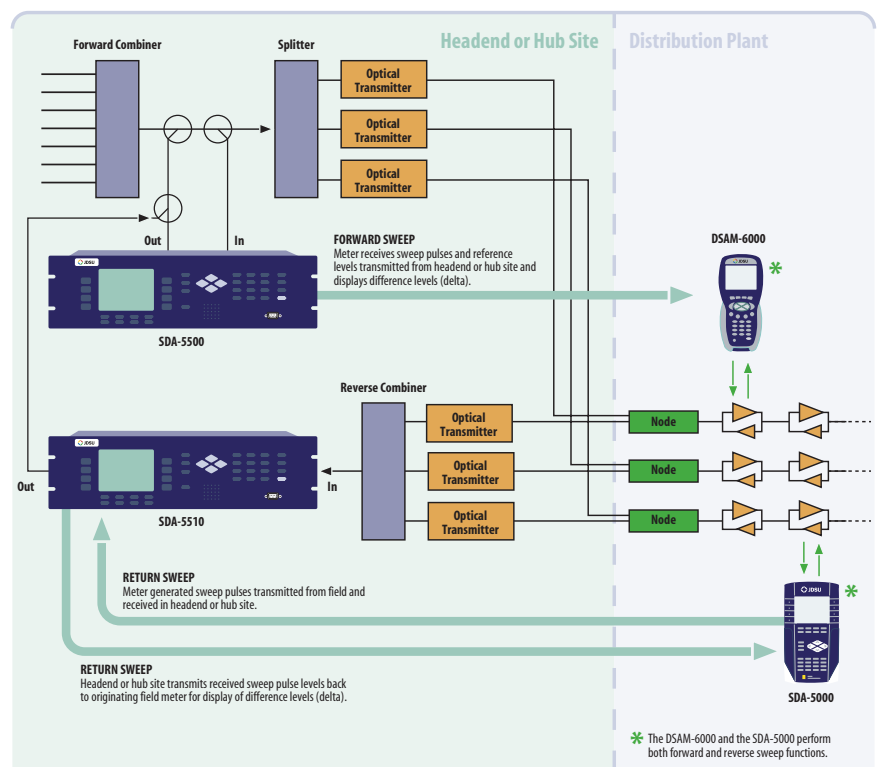 Headend or Hub Site
Distribution Plant
Forward Combiner
Splitter
Optical
Transmitter
Optical
Transmitter
Optical
Transmitter
Out
In
JDSU
SDA-5500
FORWARD SWEEP
Meter receives sweep pulses and reference
levels transmitted from headend or hub site and
displays difference levels (delta).
DSAM-6000
*
JDSU
Reverse Combiner
Optical
Transmitter
Optical
Transmitter
Optical
Transmitter
Node
Node
Node
JDSU
Out
In
SDA-5510
RETURN SWEEP
Meter generated sweep pulses transmitted from field and
received in headend or hub site.
JDSU
*
RETURN SWEEP
Headend or hub site transmits received sweep pulse levels back
to originating field meter for display of difference levels (delta).
SDA-5000
* The DSAM-6000 and the SDA-5000 perform
both forward and reverse sweep functions.